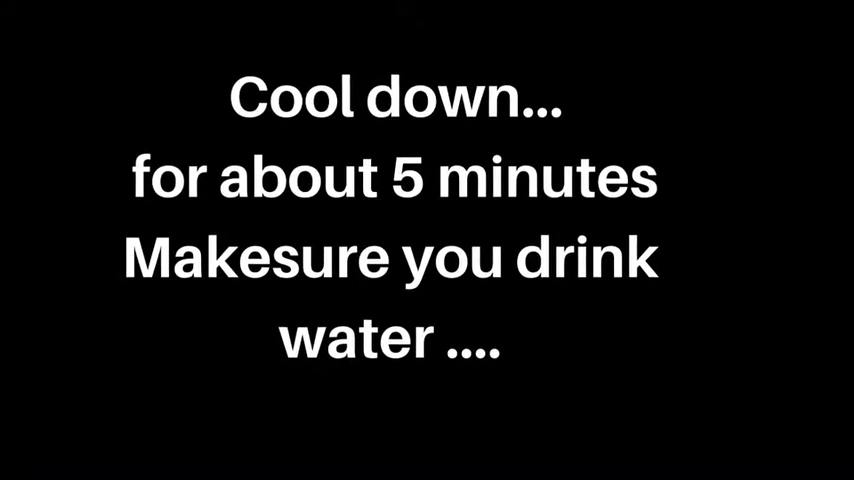 Cool down...
for about 5 minutes
Makesure you drink
water ....